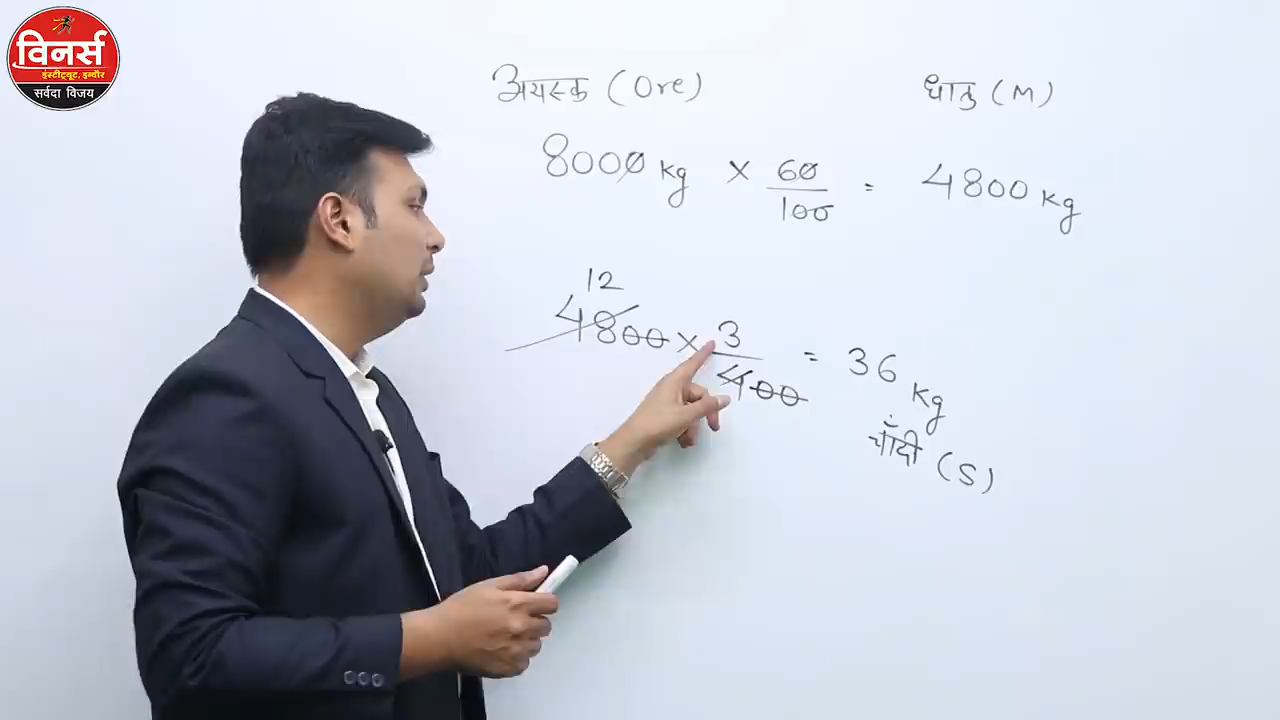 विनर्स
इंस्टीट्यूट, इन्दौर
सर्वदा विजय
अयस्क (Ore)
धातु (M)
8000 kg × 60/100 = 4800 kg
12
4800 × 3/400 = 36 kg
चाँदी (S)